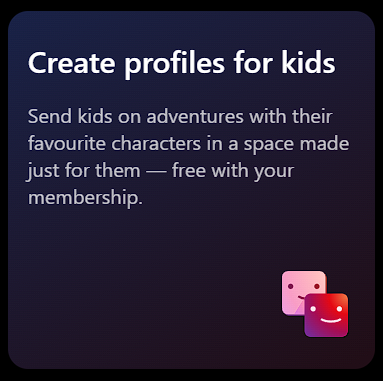 Create profiles for kids
Send kids on adventures with their
favourite characters in a space made
just for them — free with your
membership.